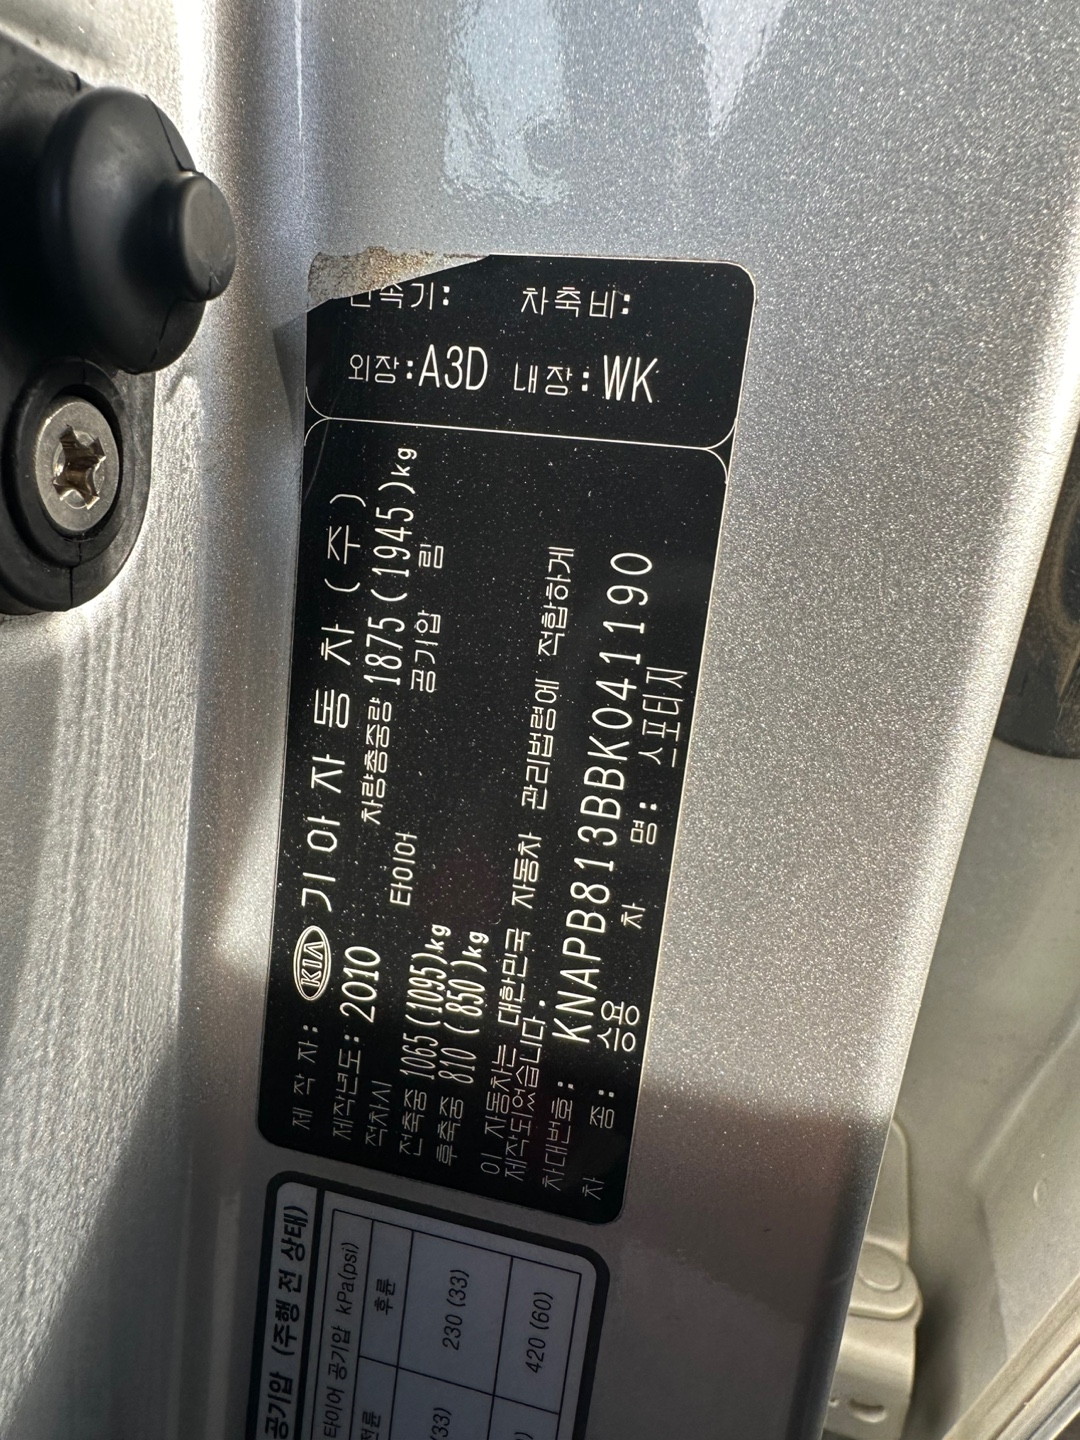 제 작 자: KIA 기아자동차(주)
제작년도: 2010
적차시 차량총중량 1875(1945)kg
타이어 공기압 림
전축중 1065(1095)kg
후축중 810 ( 850 )kg
이 자동차는 대한민국 자동차 관리법령에 적합하게
제작되었습니다.
차대번호: KNAPB813BBK041190
차 종: 승용 차 명: 스포티지
속기: 차축비:
외장:A3D 내장:WK
공기압 (주행 전 상태)
타이어 공기압 kPa(psi)
전륜 후륜
(33) 230 (33)
420 (60)